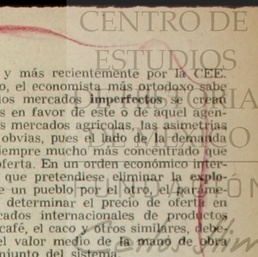 CENTRO DE
ESTUDIOS
y más recientemente por la CEE.
o, el economista más ortodoxo sabe
los mercados imperfectos se crean
s en favor de este o de aquel agen-
s mercados agrícolas, las asimetrías
obvias, pues el lado de la demanda
iempre mucho más concentrado que
oferta. En un orden económico inter-
que pretendiese eliminar la explo-
e un pueblo por el otro, el paráme-
determinar el precio de oferta en
cados internacionales de productos
café, el caco y otros similares, debe-
el valor medio de la mano de obra
njunto del sistema